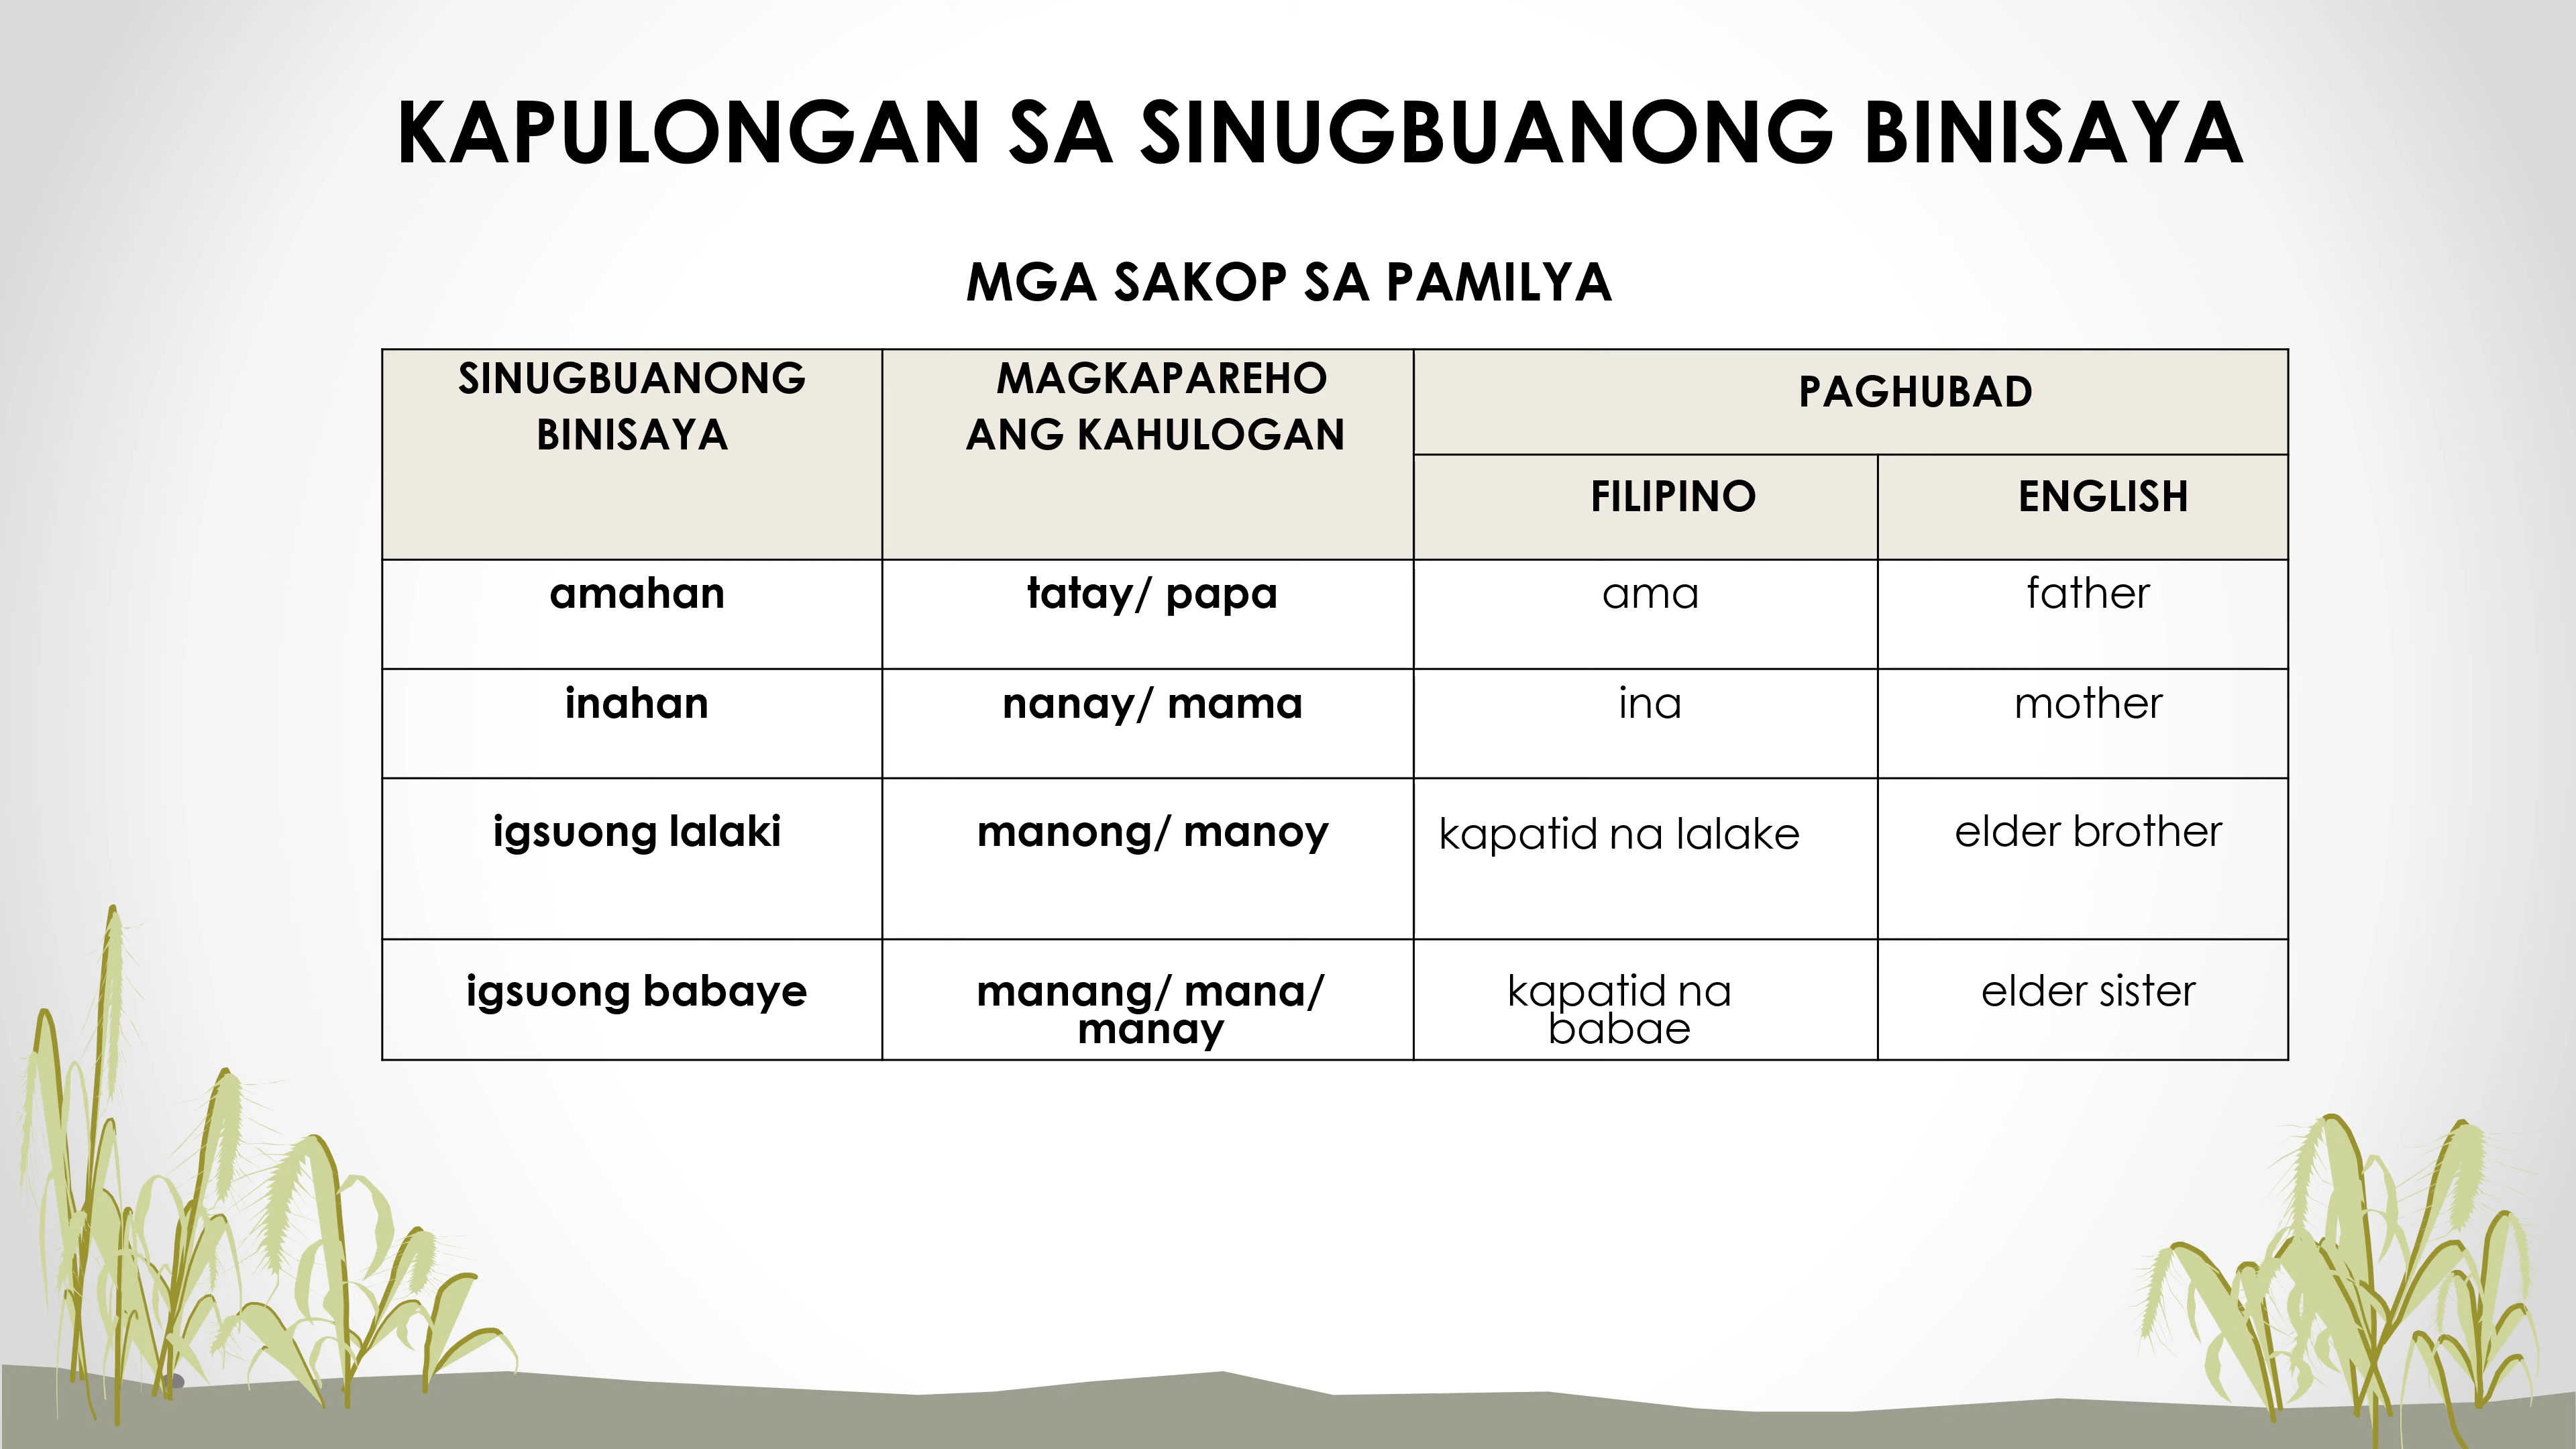 KAPULONGAN SA SINUGBUANONG BINISAYA
MGA SAKOP SA PAMILYA
SINUGBUANONG
BINISAYA
MAGKAPAREHO
ANG KAHULOGAN
PAGHUBAD
FILIPINO
ENGLISH
amahan
tatay/ papa
ama
father
inahan
nanay/ mama
ina
mother
igsuong lalaki
manong/ manoy
kapatid na lalake
elder brother
igsuong babaye
manang/ mana/
manay
kapatid na
babae
elder sister